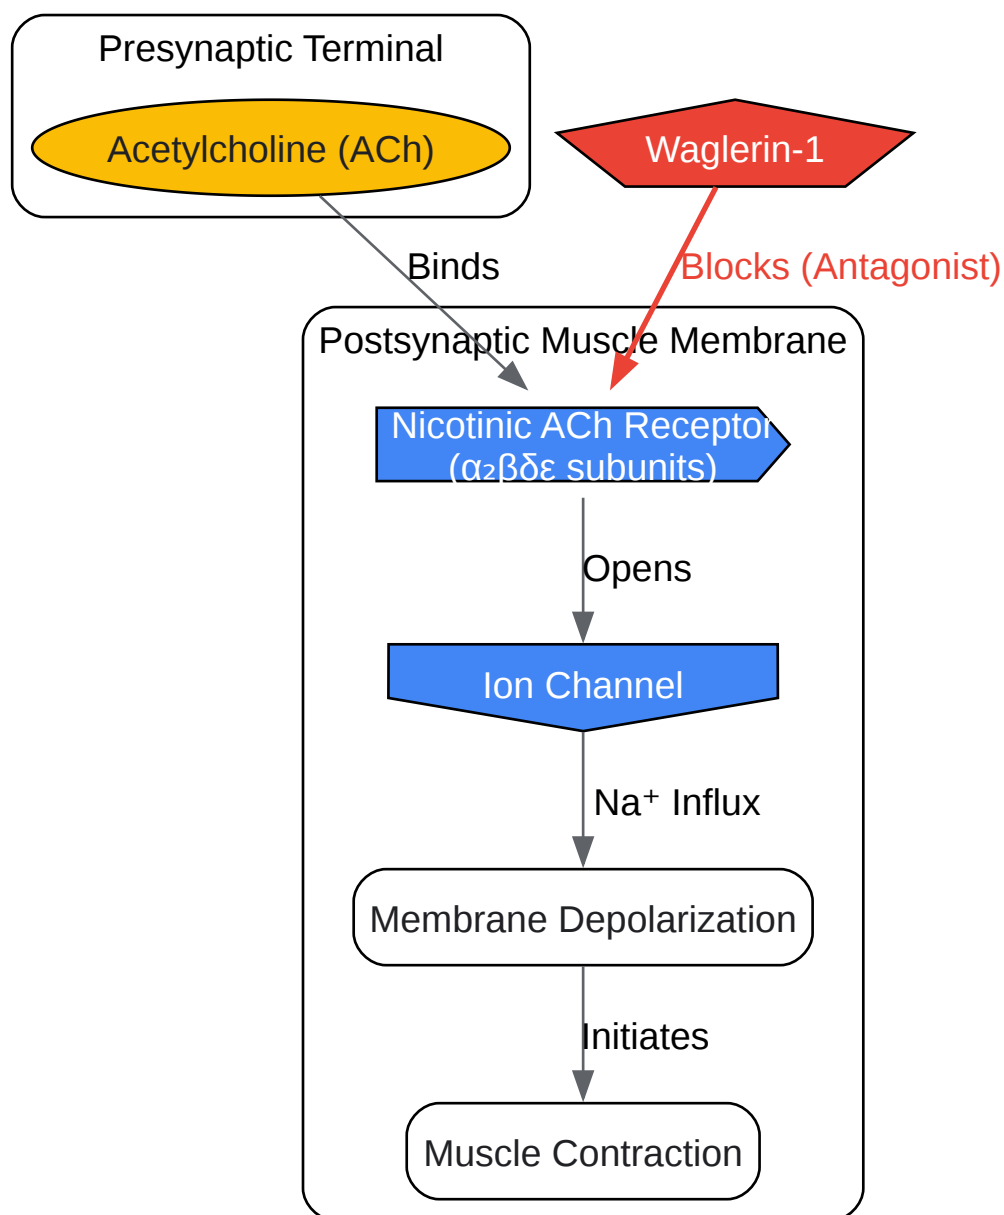 Presynaptic Terminal
Acetylcholine (ACh)
Waglerin-1
Binds
Blocks (Antagonist)
Postsynaptic Muscle Membrane
Nicotinic ACh Receptor
(α₂βδε subunits)
Opens
Ion Channel
Na⁺ Influx
Membrane Depolarization
Initiates
Muscle Contraction